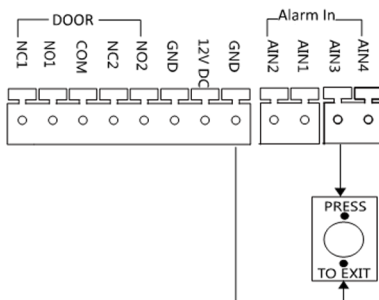 DOOR
Alarm In
NC1
NO1
COM
NC2
NO2
GND
12V DC
GND
AIN2
AIN1
AIN3
AIN4
PRESS
TO EXIT